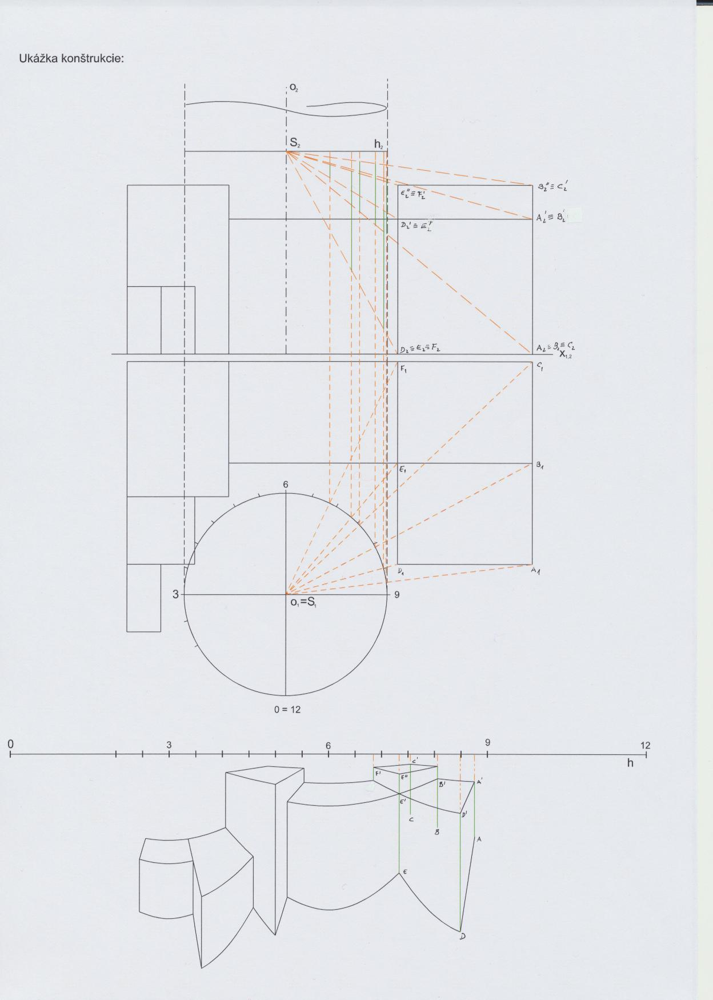 Ukážka konštrukcie:
o₂
S₂
h₂
B₂''≡C₂'
E₂''≡F₂'
A₂'≡B₂'
D₂'≡E₂'
D₂≡E₂≡F₂
A₂≡B₂≡C₂
x₁,₂
F₁
C₁
E₁
B₁
6
D₁
A₁
3
9
o₁=S₁
0 = 12
0
3
6
9
12
h
F'
E''
C'
B'
A'
E'
D'
C
B
A
E
D